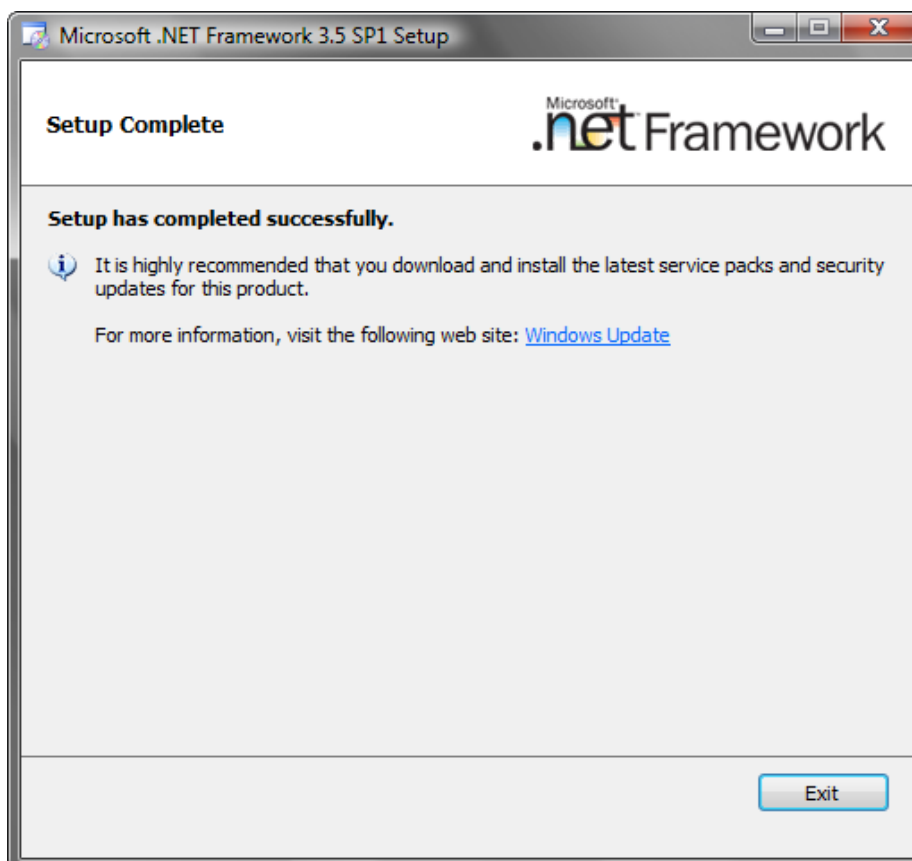 Microsoft .NET Framework 3.5 SP1 Setup
Setup Complete
Microsoft
.net Framework
Setup has completed successfully.
It is highly recommended that you download and install the latest service packs and security
updates for this product.
For more information, visit the following web site: Windows Update
Exit